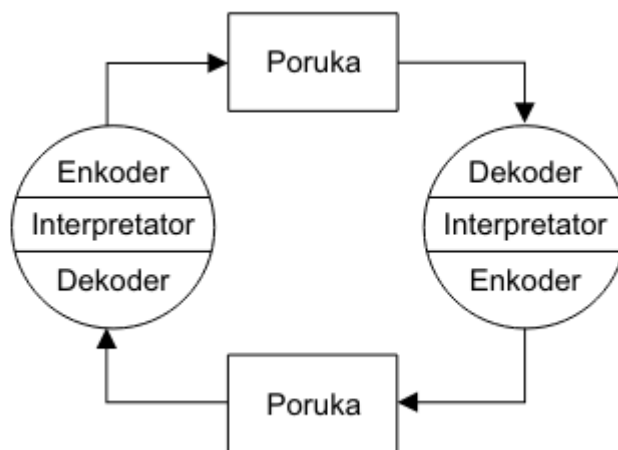 Poruka
Enkoder
Interpretator
Dekoder
Dekoder
Interpretator
Enkoder
Poruka